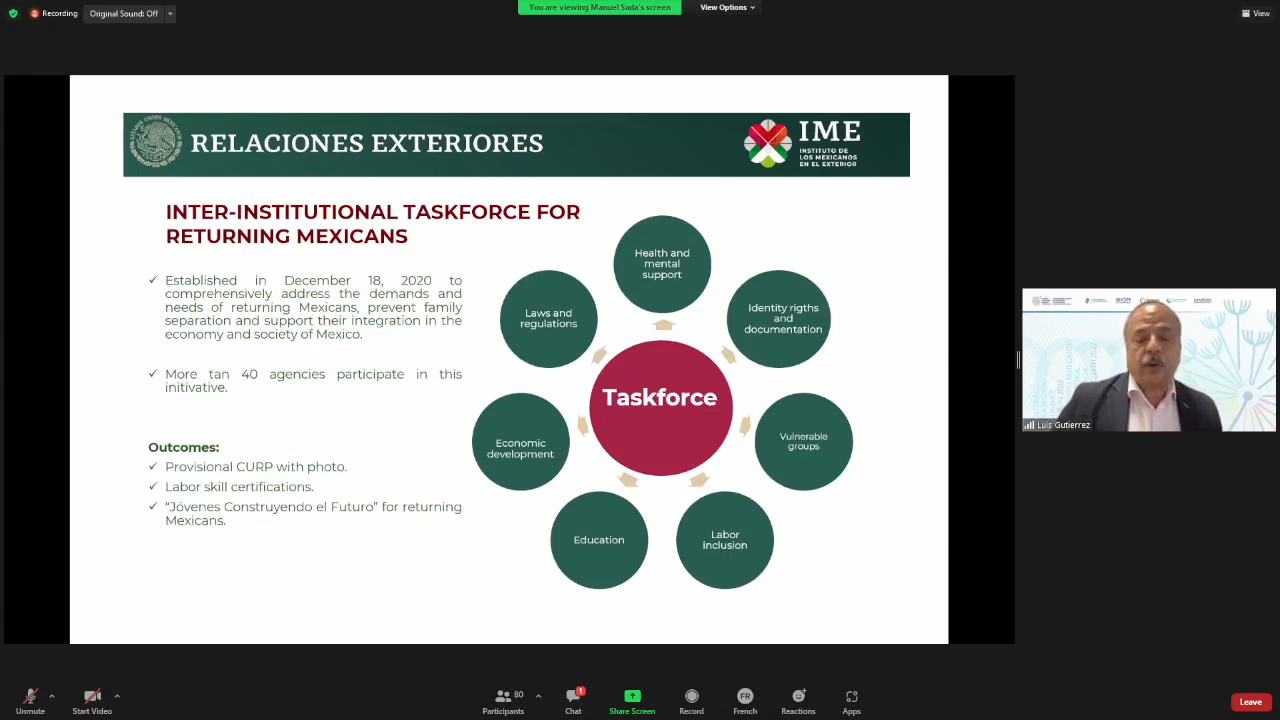 Recording
Original Sound: Off
You are viewing Manuel Sada's screen
View Options
View
RELACIONES EXTERIORES
IME
INSTITUTO DE
LOS MEXICANOS
EN EL EXTERIOR
INTER-INSTITUTIONAL TASKFORCE FOR
RETURNING MEXICANS
✓ Established in December 18, 2020 to
comprehensively address the demands and
needs of returning Mexicans, prevent family
separation and support their integration in the
economy and society of Mexico.
✓ More tan 40 agencies participate in this
initivative.
Outcomes:
✓ Provisional CURP with photo.
✓ Labor skill certifications.
✓ “Jóvenes Construyendo el Futuro” for returning
Mexicans.
Health and
mental
support
Identity rigths
and
documentation
Vulnerable
groups
Labor
inclusion
Education
Economic
development
Laws and
regulations
Taskforce
Luis Gutierrez
Unmute
Start Video
80
Participants
1
Chat
Share Screen
Record
FR
French
Reactions
Apps
Leave